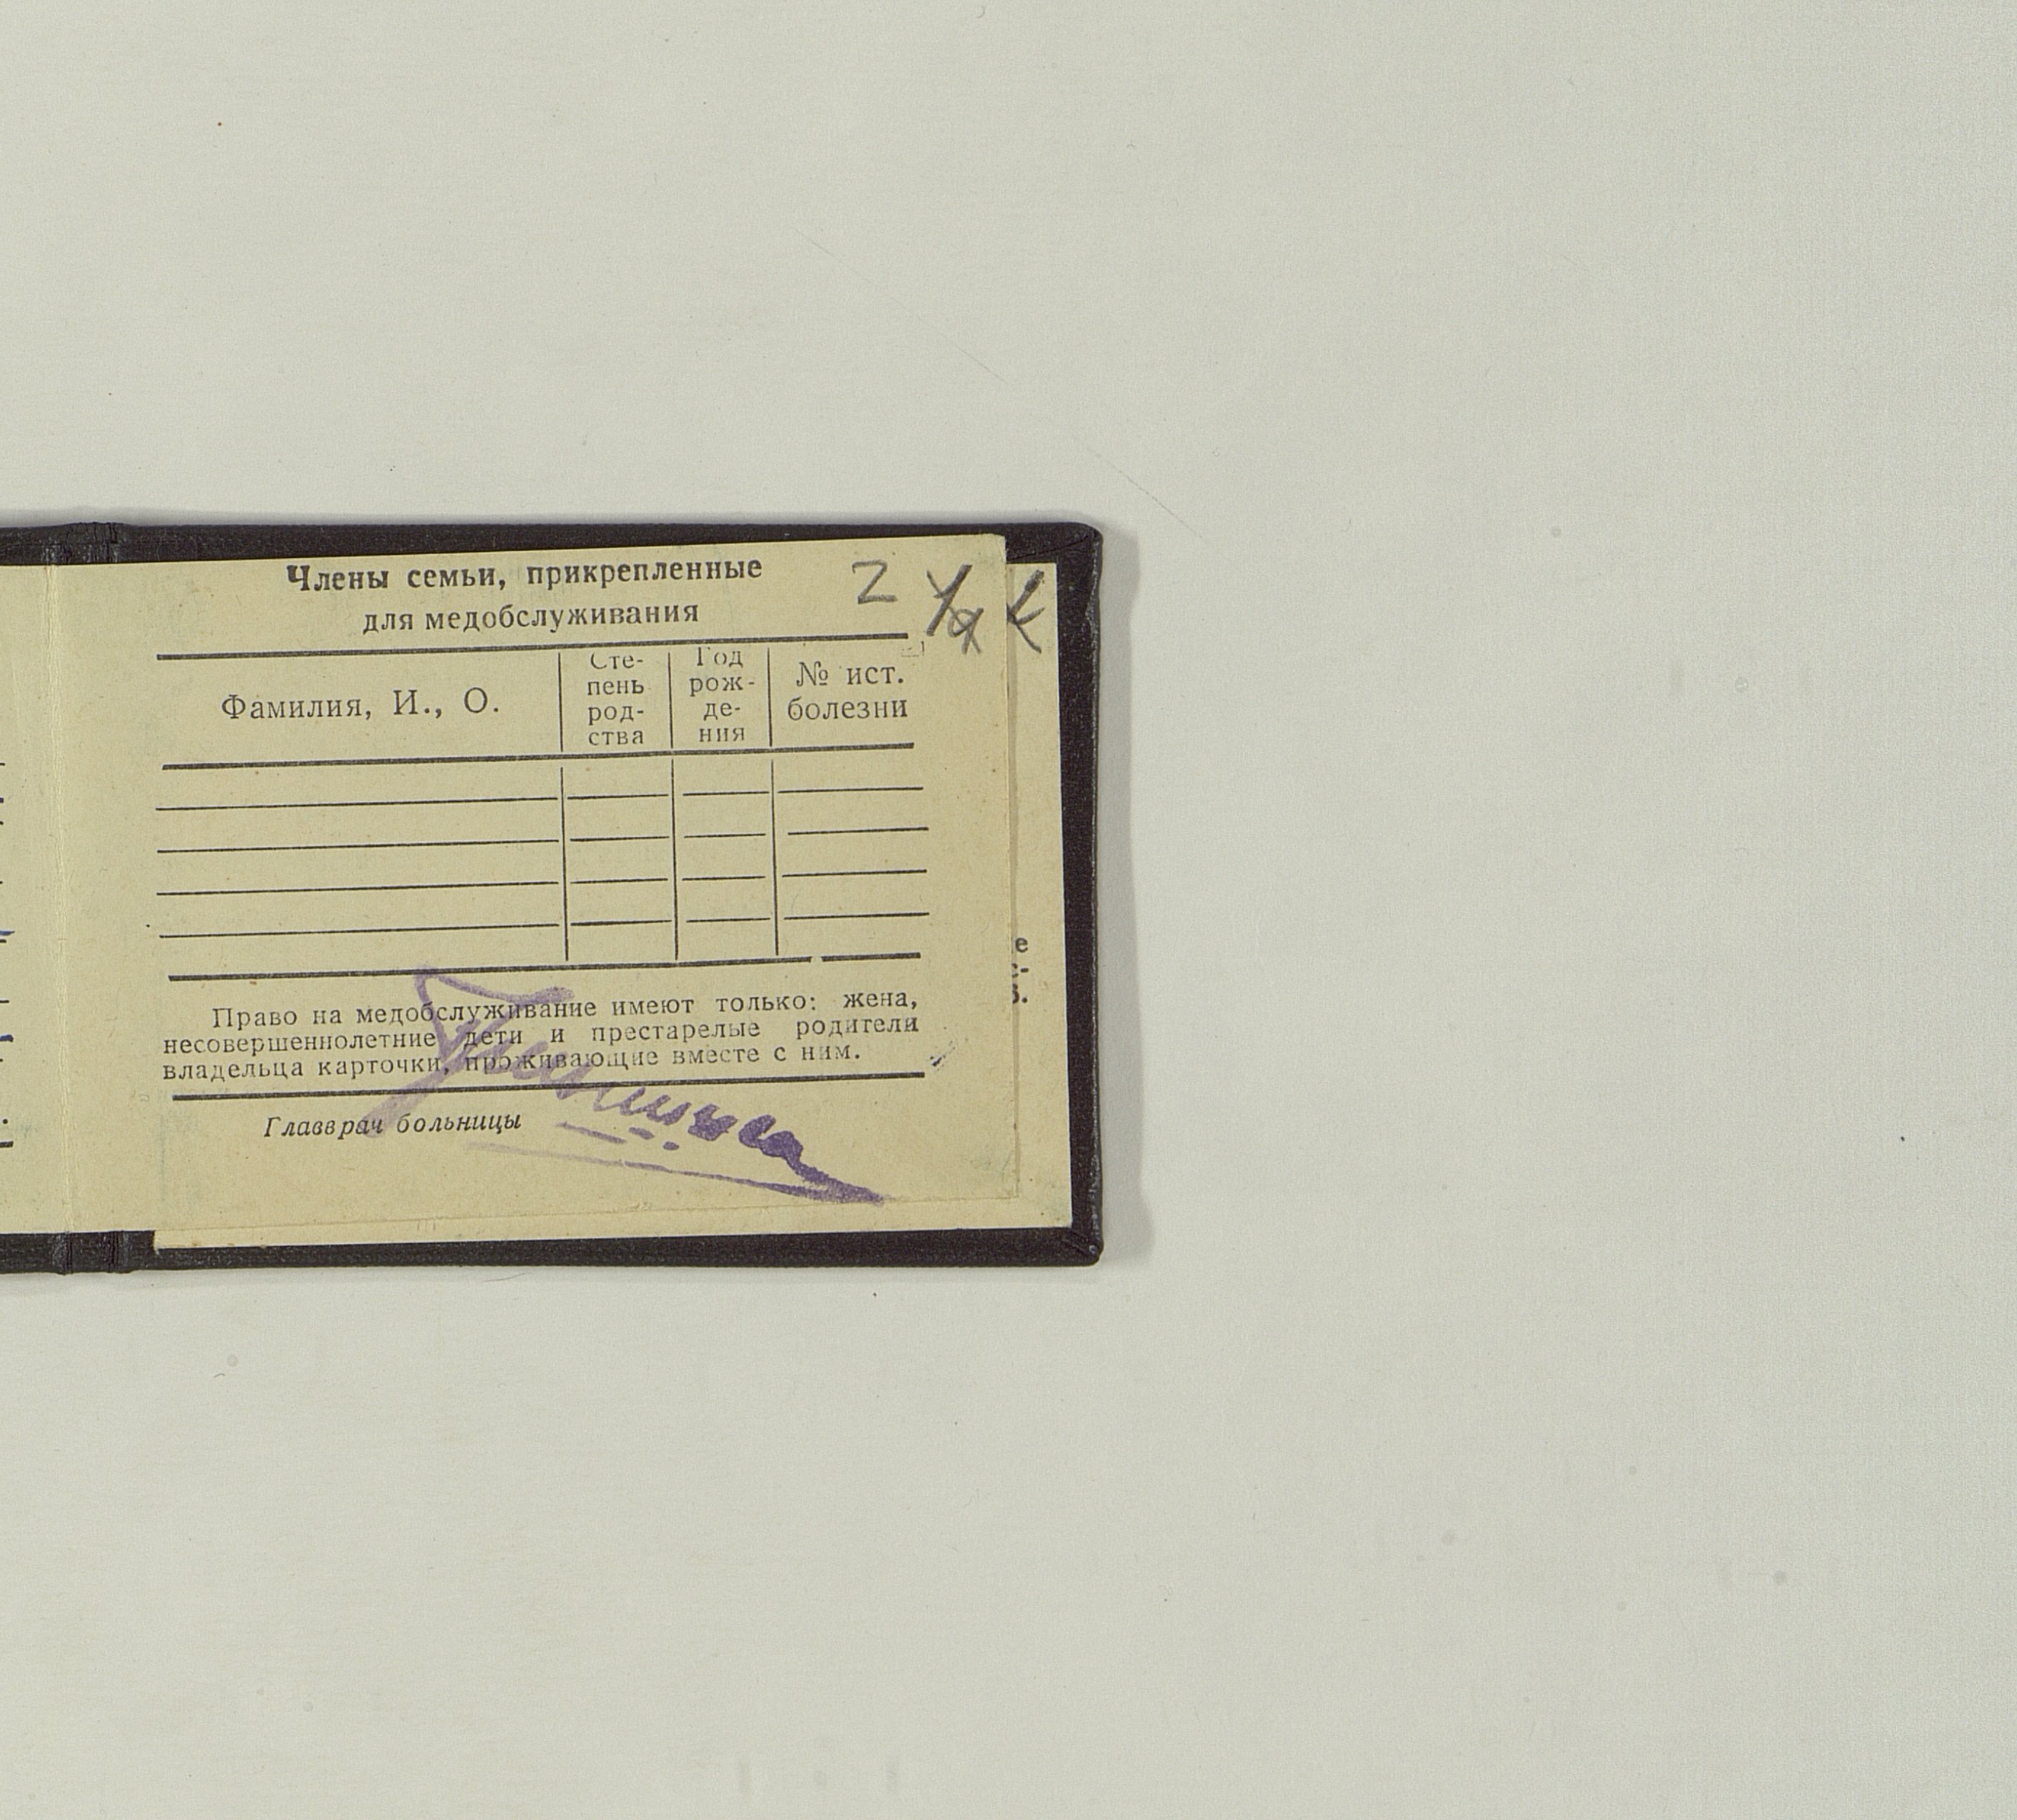 Члены семьи, прикрепленные
для медобслуживания
2
Фамилия, И., О.
Сте-
пень
род-
ства
Год
рож-
де-
ния
№ ист.
болезни
Право на медобслуживание имеют только: жена,
несовершеннолетние дети и престарелые родители
владельца карточки, проживающие вместе с ним.
Главврач больницы